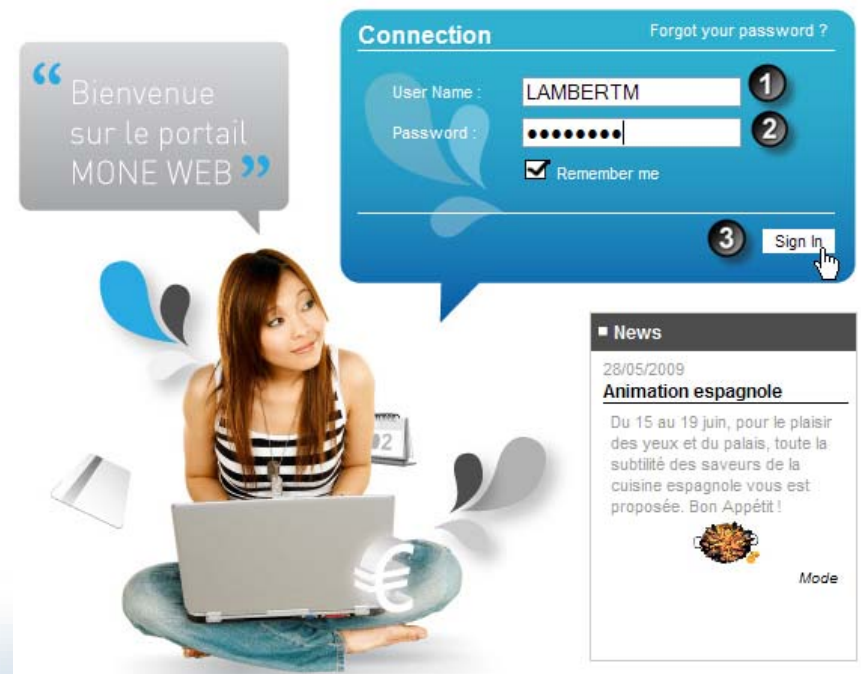 “ Bienvenue
sur le portail
MONE WEB ”
Connection
Forgot your password ?
User Name :
LAMBERTM
1
Password :
●●●●●●●●
2
Remember me
3
Sign In
02
€
News
28/05/2009
Animation espagnole
Du 15 au 19 juin, pour le plaisir
des yeux et du palais, toute la
subtilité des saveurs de la
cuisine espagnole vous est
proposée. Bon Appétit !
Mode